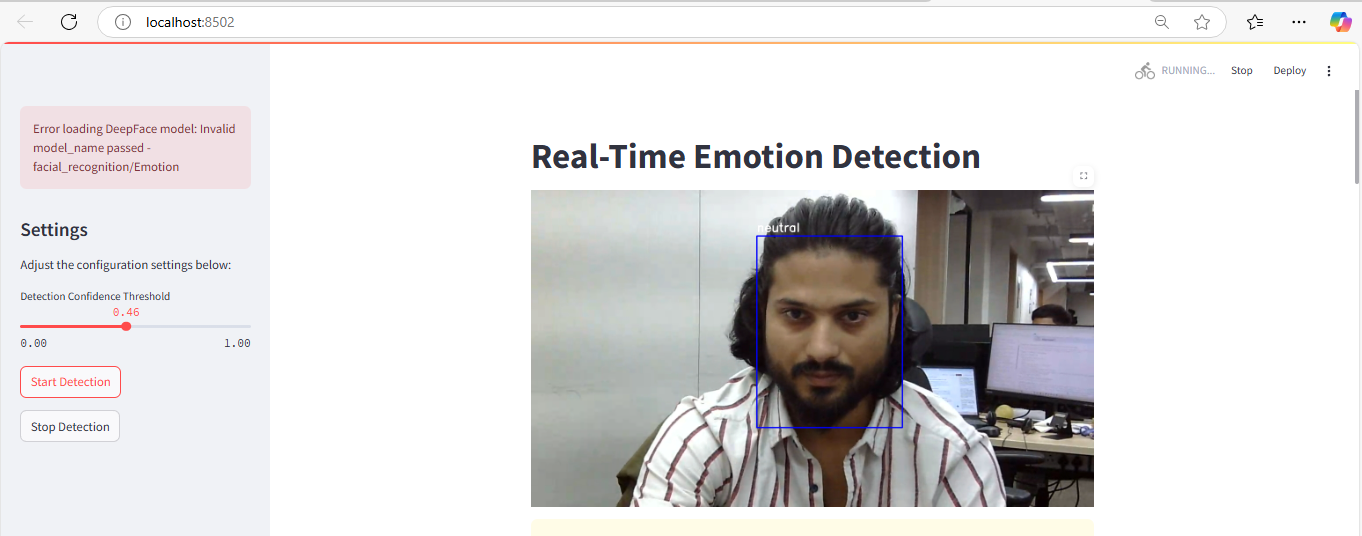 localhost:8502
RUNNING...
Stop
Deploy
Error loading DeepFace model: Invalid
model_name passed -
facial_recognition/Emotion
Settings
Adjust the configuration settings below:
Detection Confidence Threshold
0.46
0.00
1.00
Start Detection
Stop Detection
Real-Time Emotion Detection
neutral